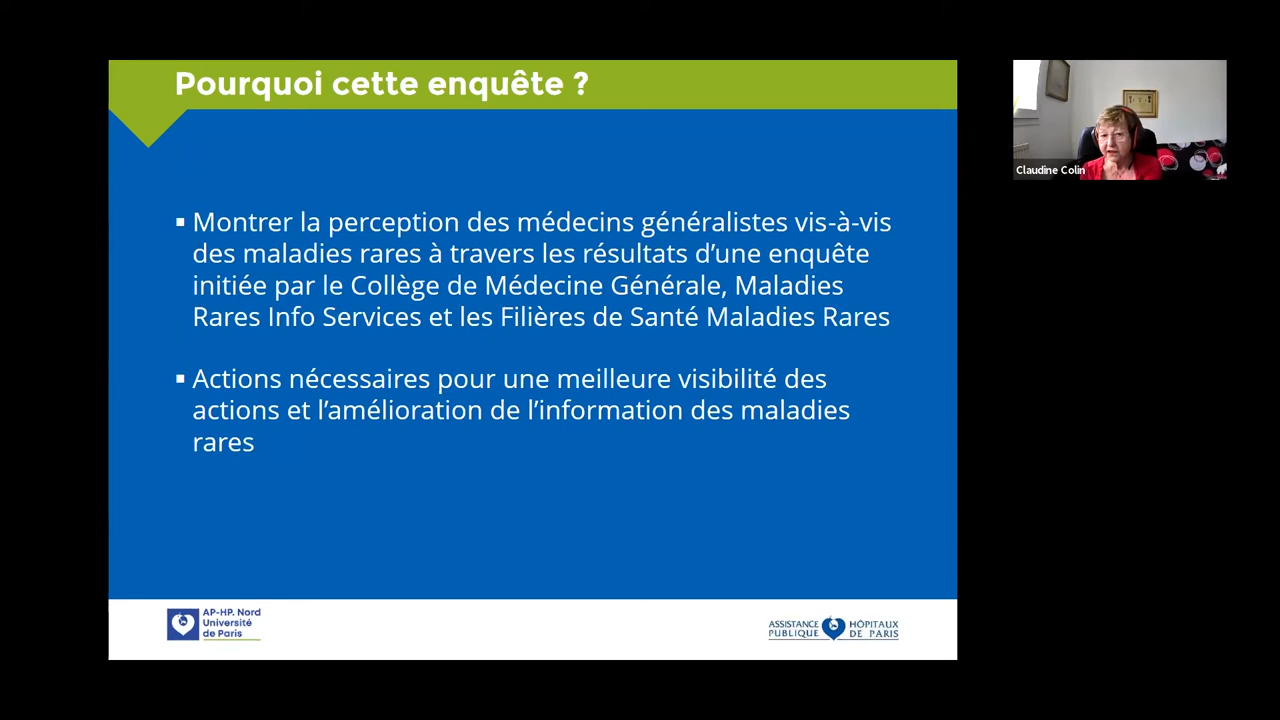 Pourquoi cette enquête ?
▪ Montrer la perception des médecins généralistes vis-à-vis
des maladies rares à travers les résultats d’une enquête
initiée par le Collège de Médecine Générale, Maladies
Rares Info Services et les Filières de Santé Maladies Rares
▪ Actions nécessaires pour une meilleure visibilité des
actions et l’amélioration de l’information des maladies
rares
AP-HP. Nord
Université
de Paris
ASSISTANCE HÔPITAUX
PUBLIQUE DE PARIS
Claudine Colin